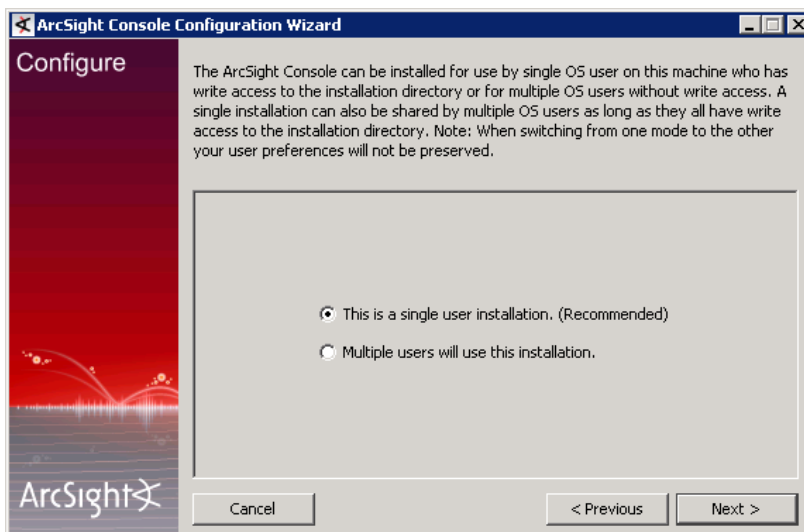 ArcSight Console Configuration Wizard
Configure
The ArcSight Console can be installed for use by single OS user on this machine who has
write access to the installation directory or for multiple OS users without write access. A
single installation can also be shared by multiple OS users as long as they all have write
access to the installation directory. Note: When switching from one mode to the other
your user preferences will not be preserved.
This is a single user installation. (Recommended)
Multiple users will use this installation.
ArcSight
Cancel
< Previous
Next >